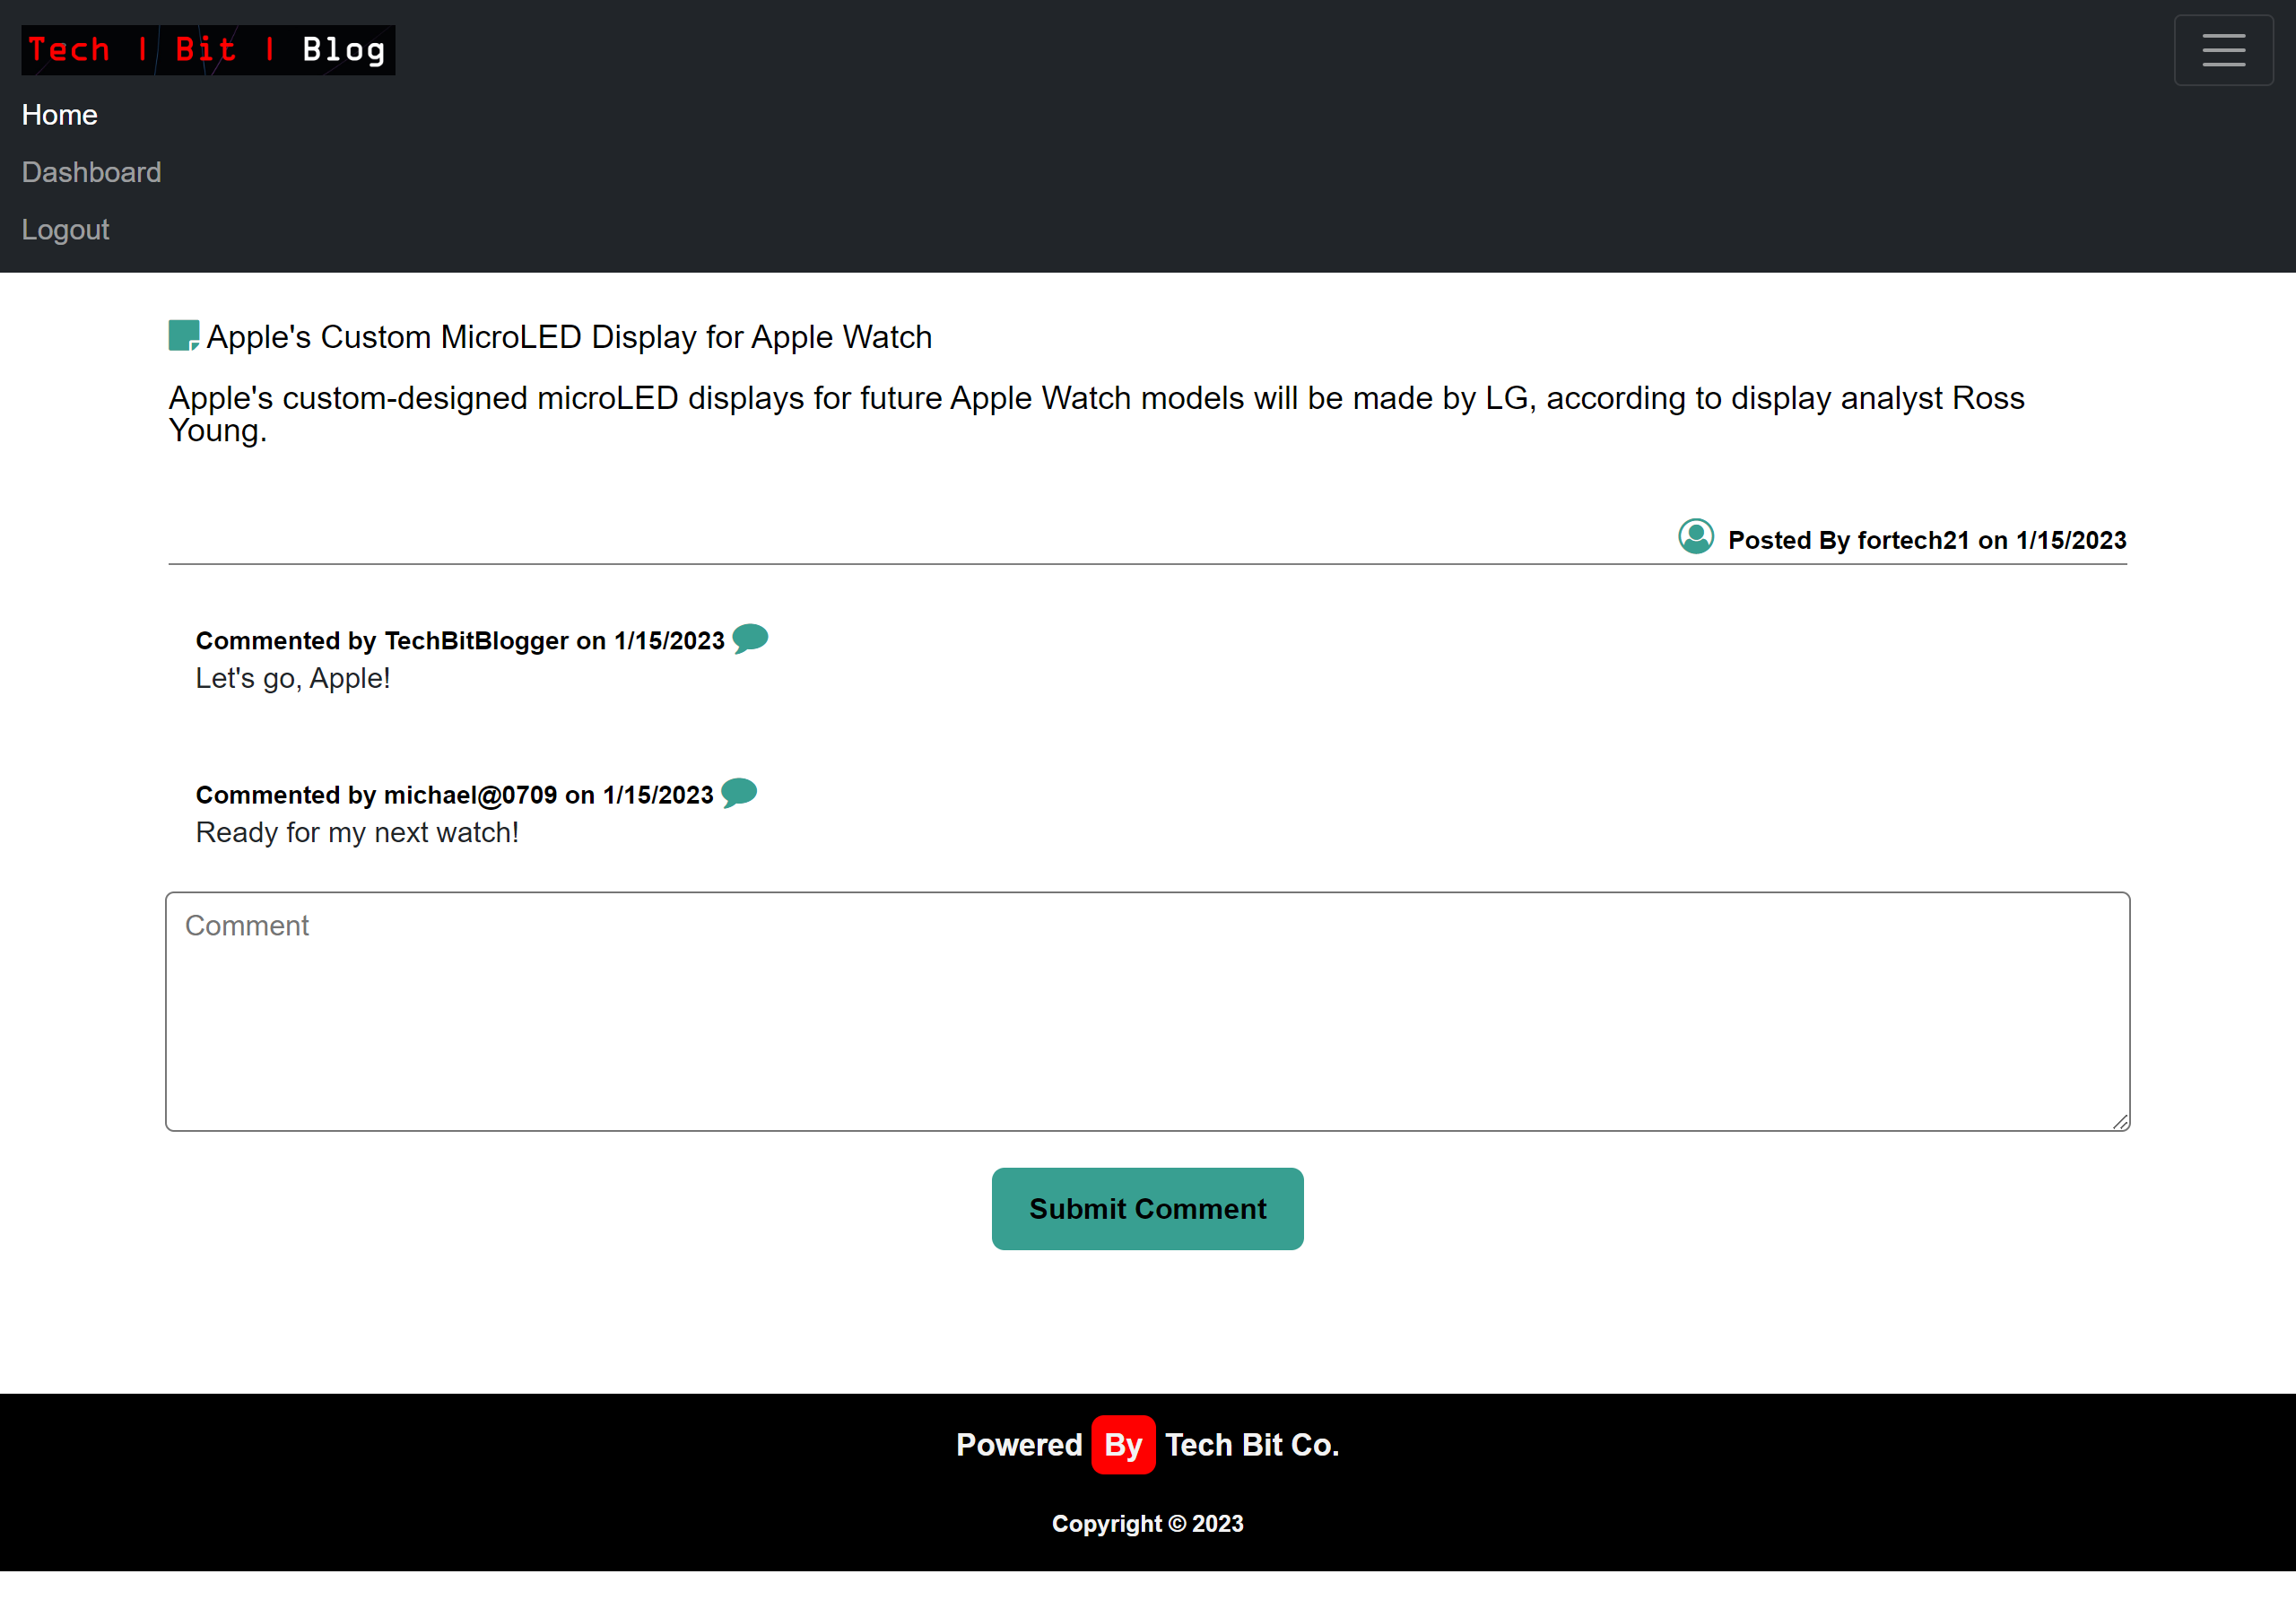 Tech | Bit | Blog
Home
Dashboard
Logout
Apple's Custom MicroLED Display for Apple Watch
Apple's custom-designed microLED displays for future Apple Watch models will be made by LG, according to display analyst Ross
Young.
Posted By fortech21 on 1/15/2023
Commented by TechBitBlogger on 1/15/2023
Let's go, Apple!
Commented by michael@0709 on 1/15/2023
Ready for my next watch!
Comment
Submit Comment
Powered By Tech Bit Co.
Copyright © 2023